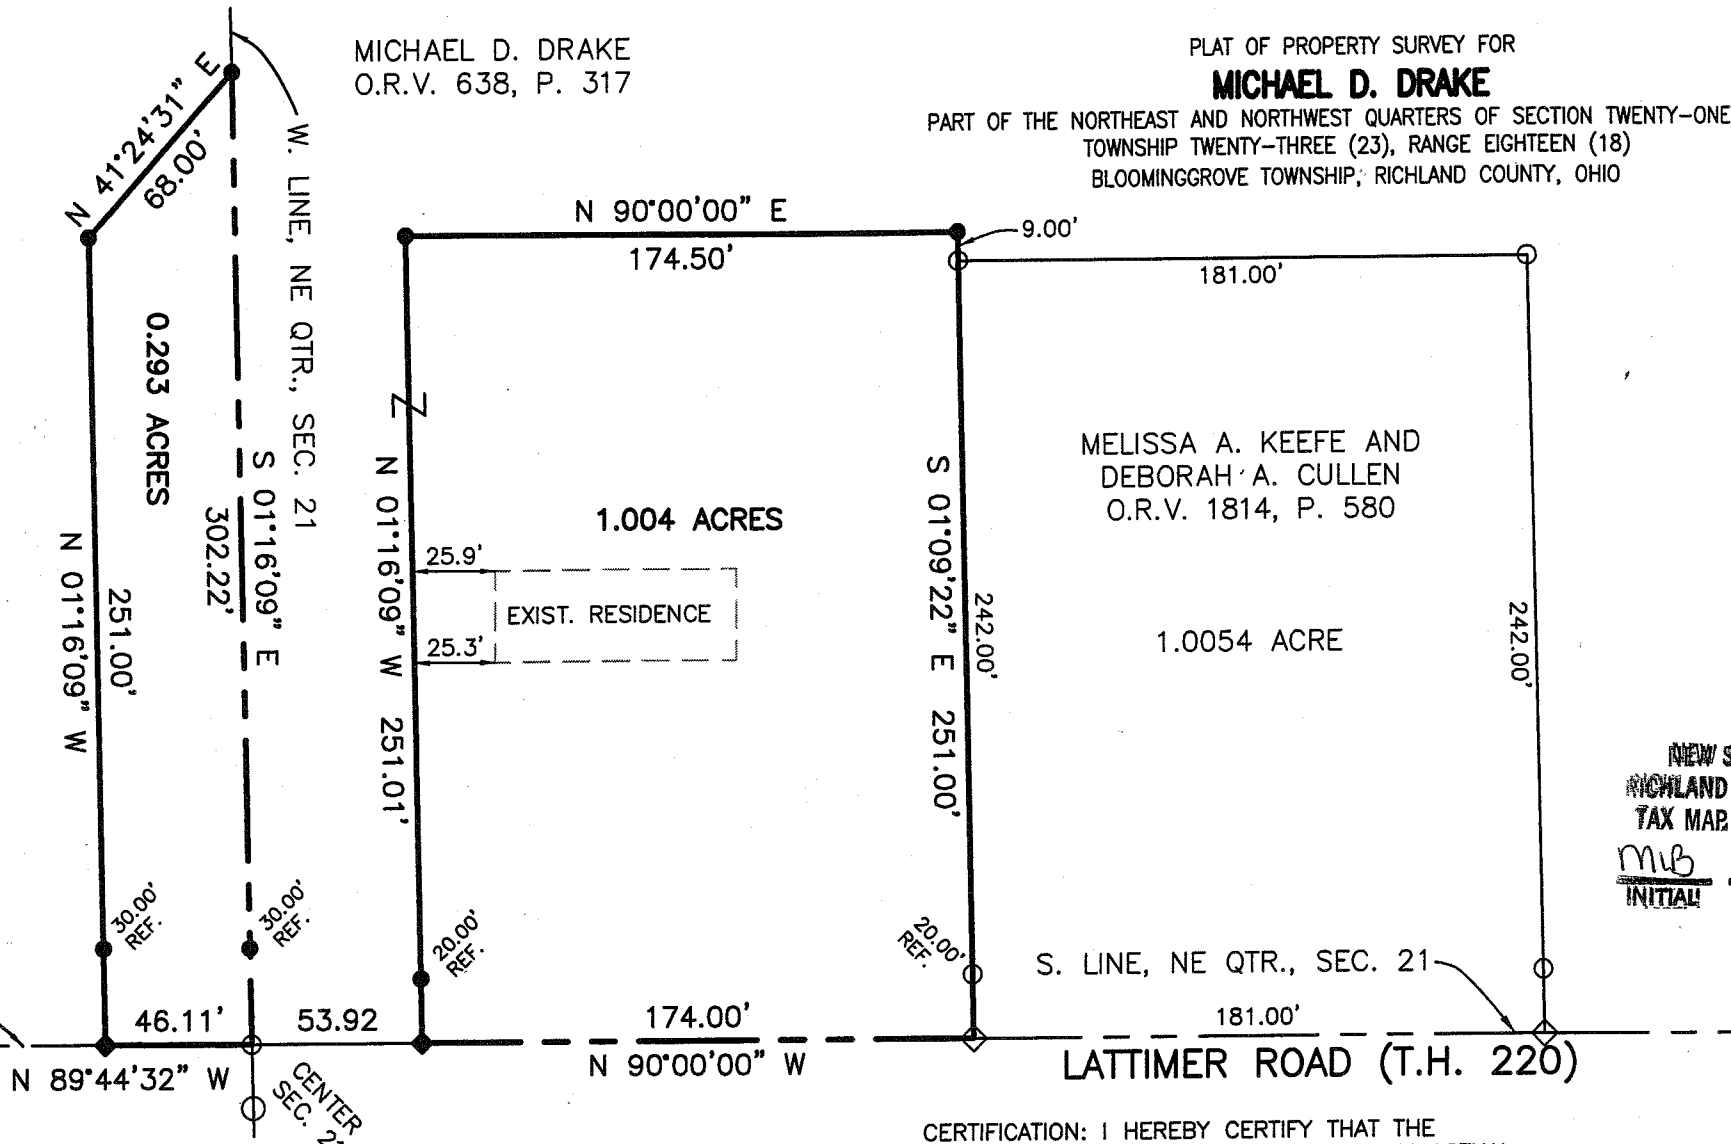 MICHAEL D. DRAKE
O.R.V. 638, P. 317
PLAT OF PROPERTY SURVEY FOR
MICHAEL D. DRAKE
PART OF THE NORTHEAST AND NORTHWEST QUARTERS OF SECTION TWENTY-ONE
TOWNSHIP TWENTY-THREE (23), RANGE EIGHTEEN (18)
BLOOMINGGROVE TOWNSHIP, RICHLAND COUNTY, OHIO
N 41°24'31" E
68.00'
W. LINE, NE QTR., SEC. 21
N 90°00'00" E
174.50'
9.00'
181.00'
0.293 ACRES
S 01°16'09" E
302.22'
N 01°16'09" W
251.00'
N 01°16'09" W 251.01'
1.004 ACRES
25.9'
EXIST. RESIDENCE
25.3'
S 01°09'22" E 251.00'
242.00'
MELISSA A. KEEFE AND
DEBORAH A. CULLEN
O.R.V. 1814, P. 580
1.0054 ACRE
242.00'
NEW S
RICHLAND
TAX MAP
MB
INITIAL
30.00'
REF.
30.00'
REF.
20.00'
REF.
20.00'
REF.
S. LINE, NE QTR., SEC. 21
46.11'
53.92
174.00'
181.00'
N 89°44'32" W
N 90°00'00" W
LATTIMER ROAD (T.H. 220)
CENTER
SEC. 21
CERTIFICATION: I HEREBY CERTIFY THAT THE